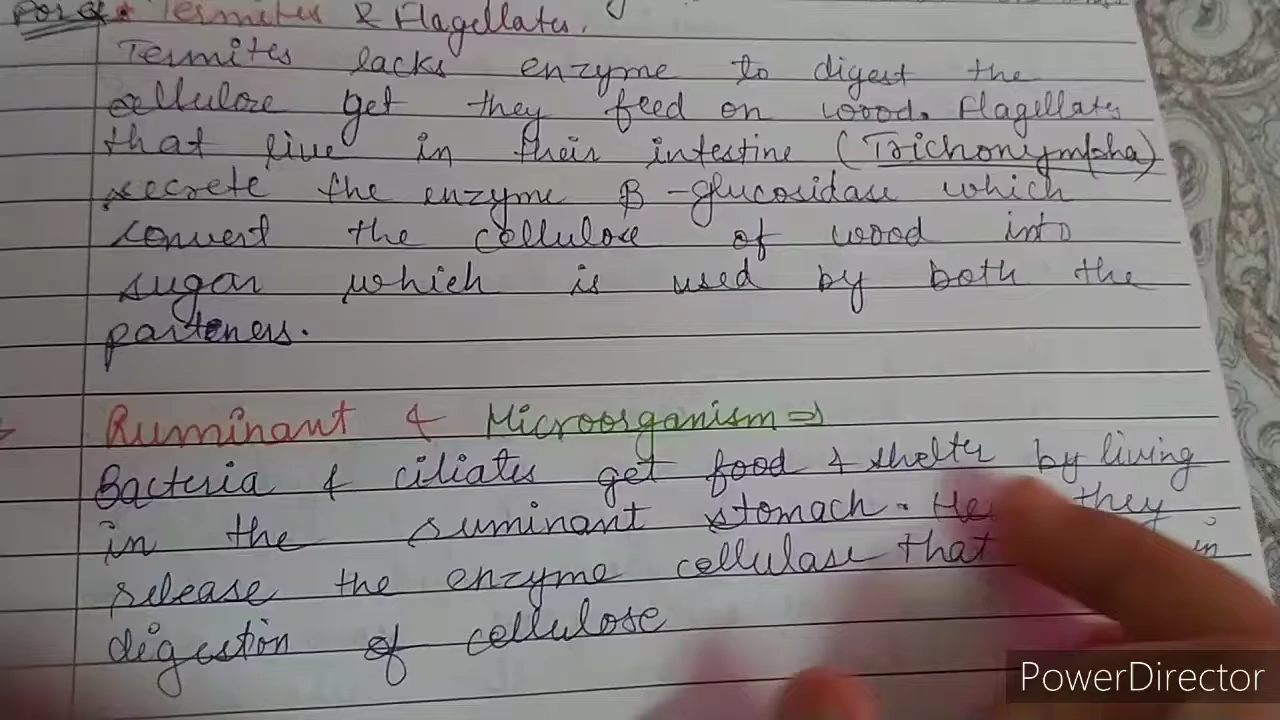 Termites & Flagellates.
Termites lacks enzyme to digest the
cellulose get they feed on wood. Flagellates
that live in their intestine (Trichonympha)
secrete the enzyme β-glucosidase which
convert the cellulose of wood into
sugar which is used by both the
parteners.
Ruminant & Microorganism ⇒
Bacteria & ciliates get food & shelter by living
in the ruminant stomach. they
release the enzyme cellulase that in
digestion of cellulose
PowerDirector